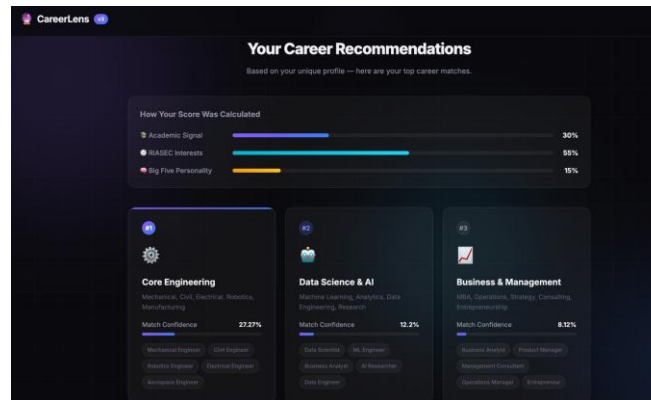 CareerLens
Your Career Recommendations
Based on your unique profile — here are your top career matches.
How Your Score Was Calculated
Academic Signal 30%
RIASEC Interests 55%
Big Five Personality 15%
#1
Core Engineering
Mechanical, Civil, Electrical, Robotics,
Manufacturing
Match Confidence 27.27%
Mechanical Engineer Civil Engineer
Robotics Engineer Electrical Engineer
Aerospace Engineer
#2
Data Science & AI
Machine Learning, Analytics, Data
Engineering, Research
Match Confidence 12.2%
Data Scientist ML Engineer
Business Analyst AI Researcher
Data Engineer
#3
Business & Management
MBA, Operations, Strategy, Consulting,
Entrepreneurship
Match Confidence 8.12%
Business Analyst Product Manager
Management Consultant
Operations Manager Entrepreneur